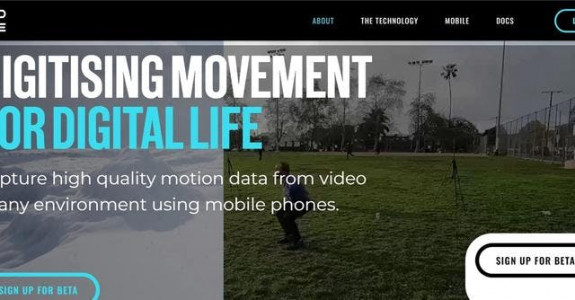 ABOUT THE TECHNOLOGY MOBILE DOCS
IGITISING MOVEMENT
OR DIGITAL LIFE
pture high quality motion data from video
any environment using mobile phones.
SIGN UP FOR BETA
SIGN UP FOR BETA